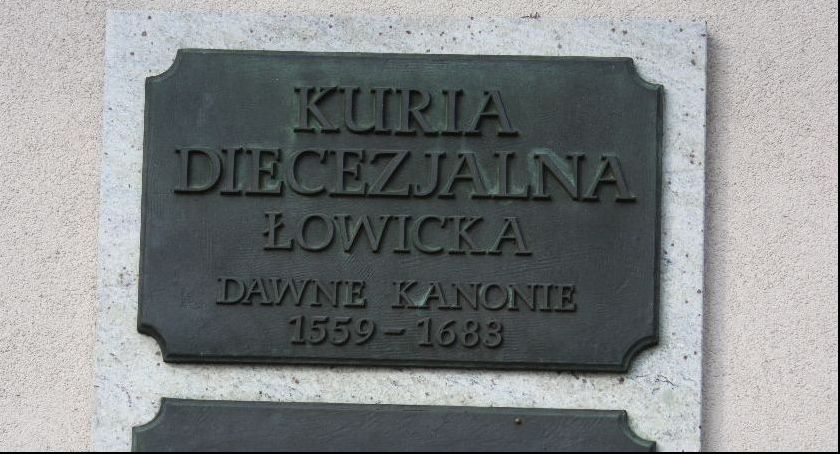 KURIA
DIECEZJALNA
ŁOWICKA
DAWNE KANONIE
1559 – 1683